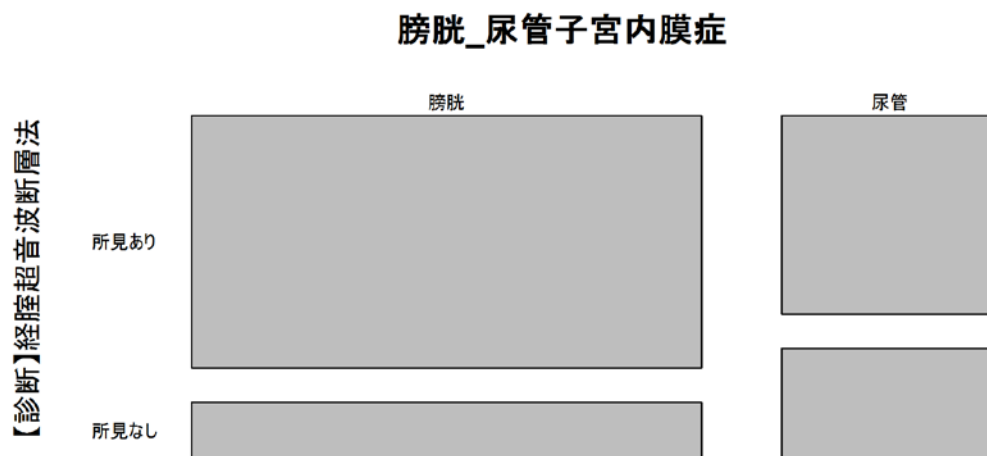 膀胱_尿管子宮内膜症
膀胱
尿管
【診断】経腟超音波断層法
所見あり
所見なし